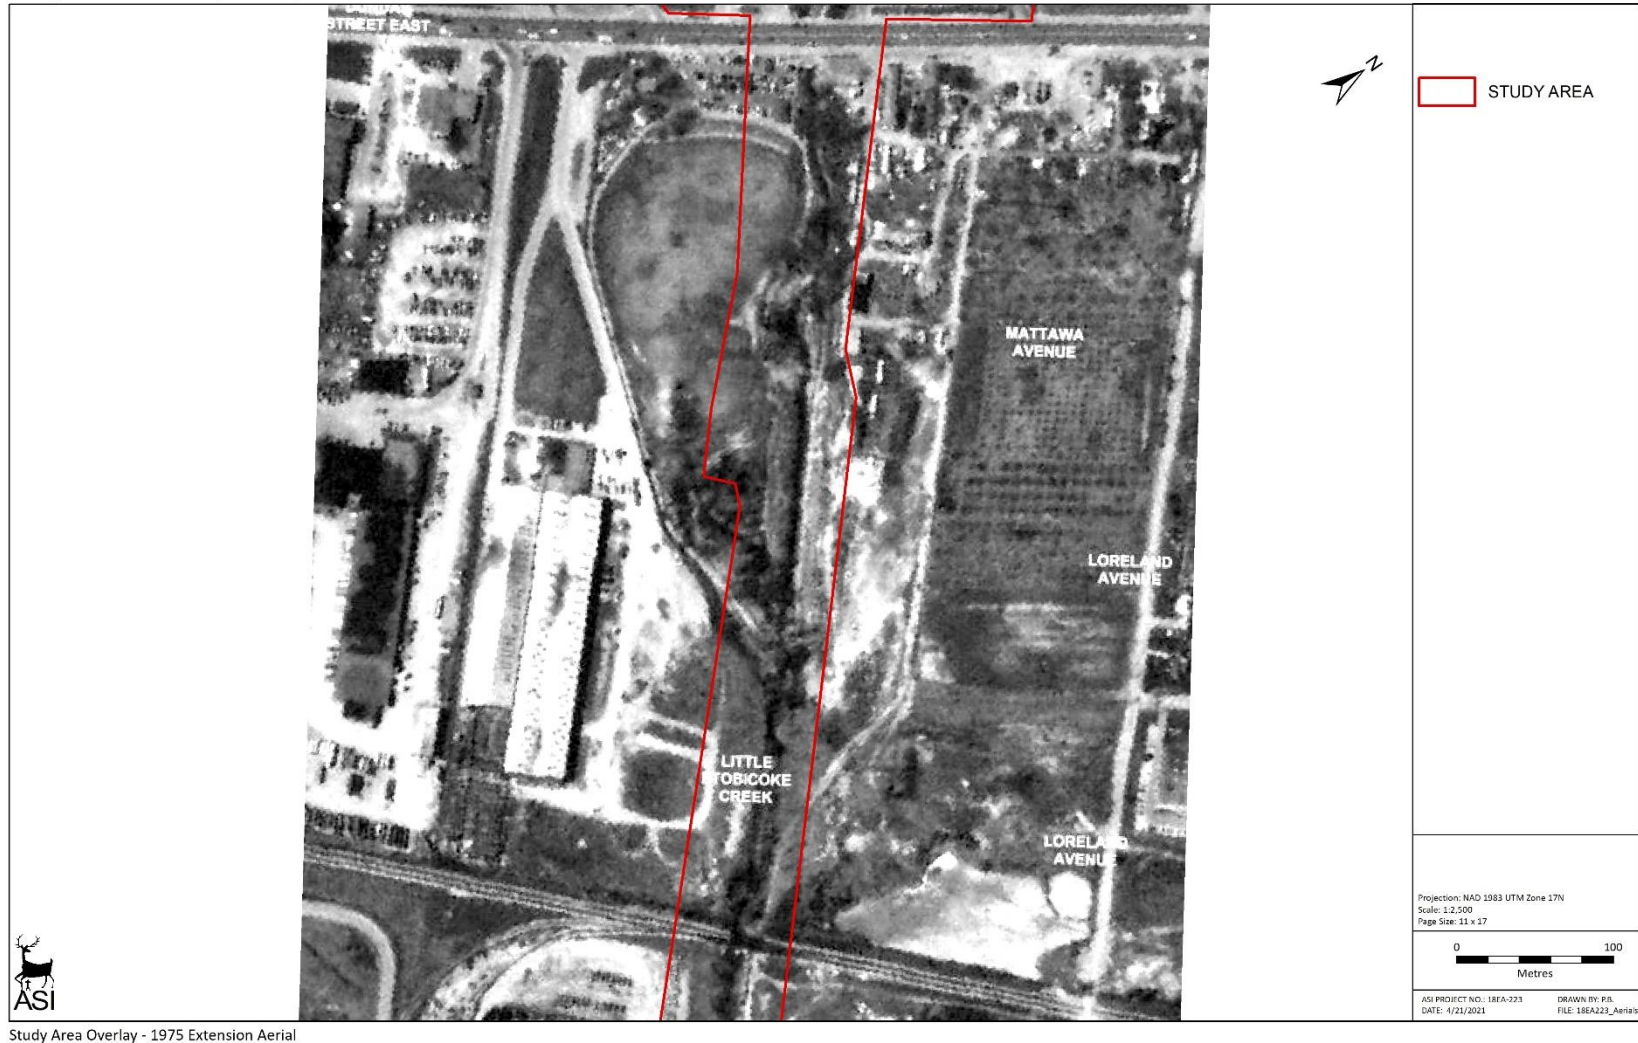 STREET EAST
N
STUDY AREA
MATTAWA
AVENUE
LORELAND
AVENUE
LITTLE
ETOBICOKE
CREEK
LORELAND
AVENUE
Projection: NAD 1983 UTM Zone 17N
Scale: 1:2,500
Page Size: 11 x 17
0 100
Metres
ASI
ASI PROJECT NO.: 18EA-223 DRAWN BY: P.B.
DATE: 4/21/2021 FILE: 18EA223_Aerials
Study Area Overlay - 1975 Extension Aerial